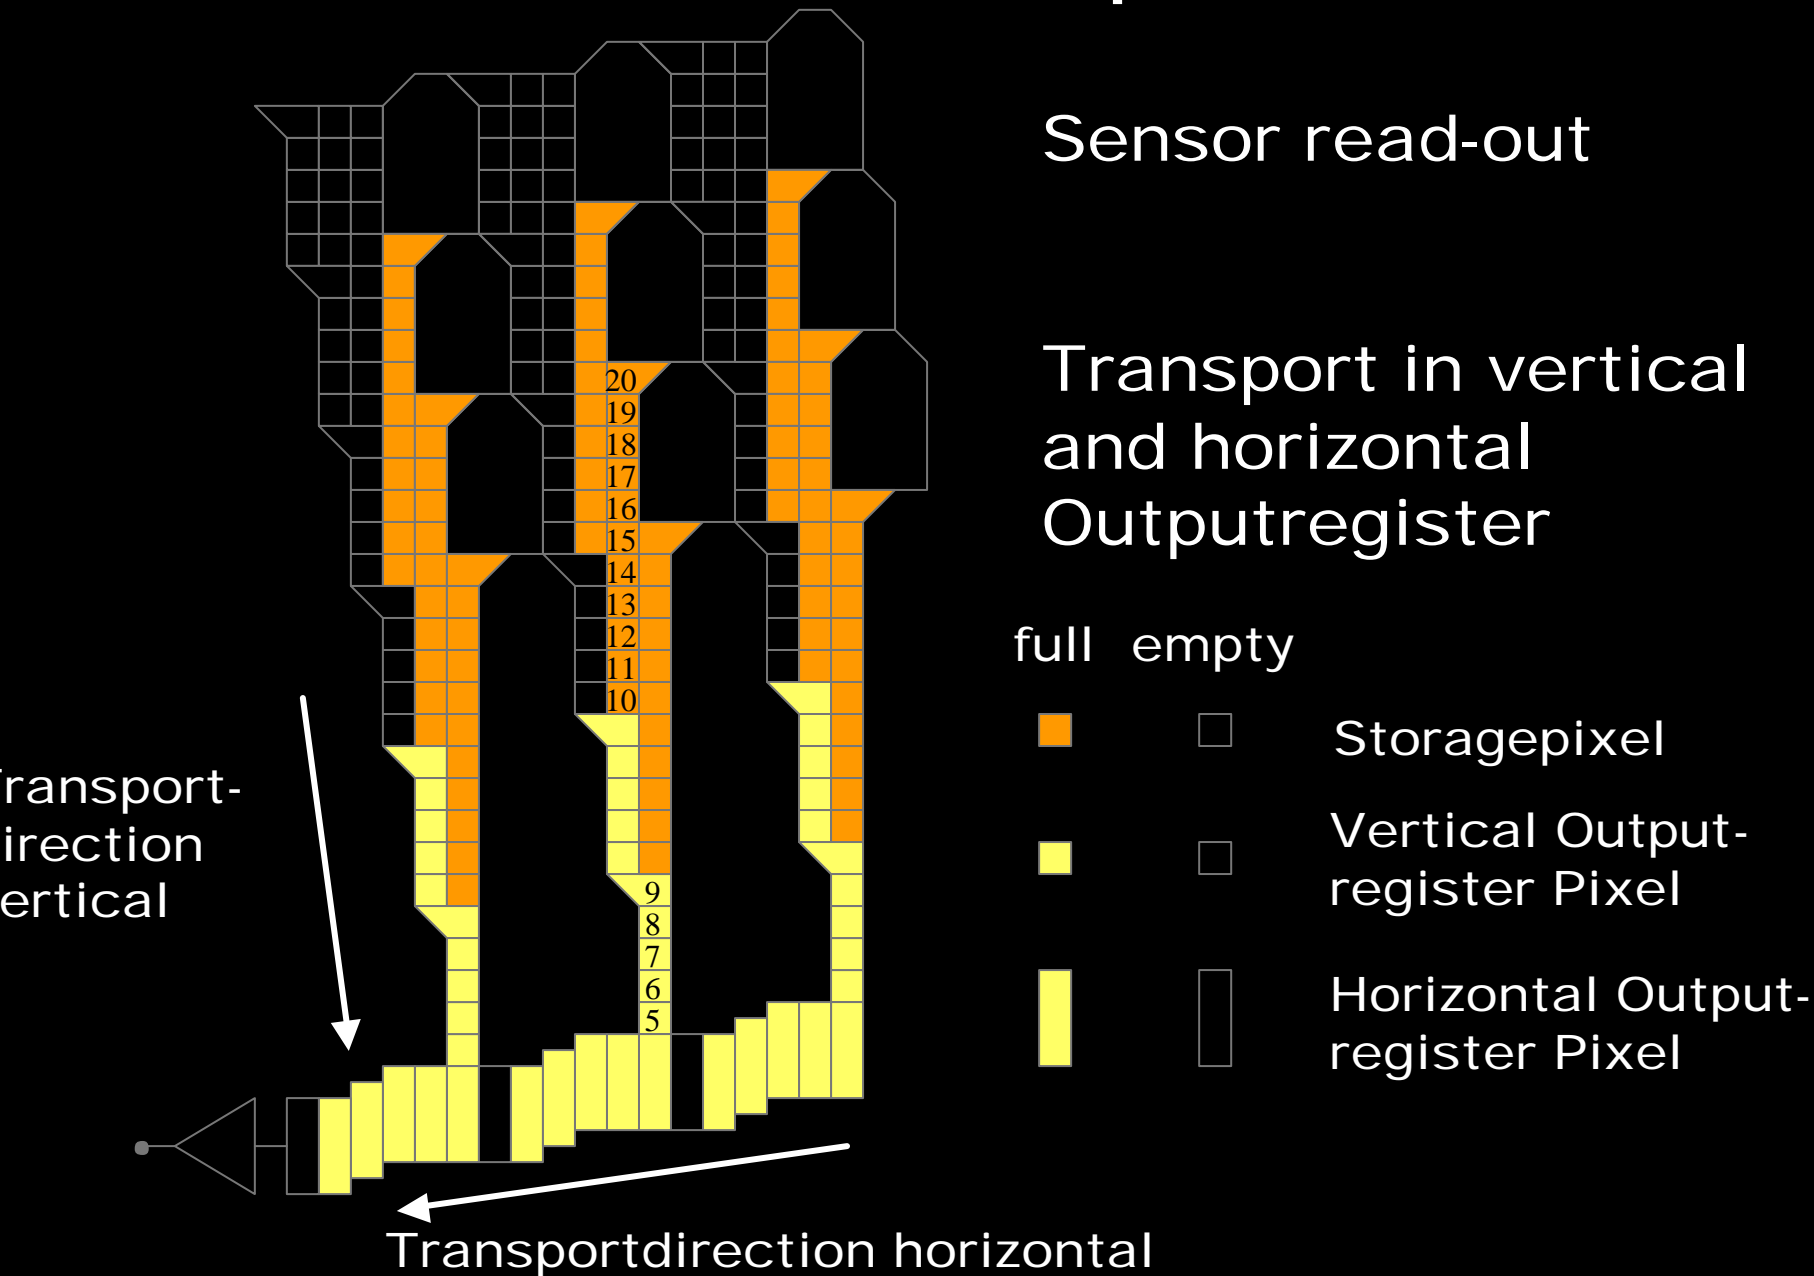 Sensor read-out
Transport in vertical
and horizontal
Outputregister
full empty
Storagepixel
Vertical Output-
register Pixel
Horizontal Output-
register Pixel
20
19
18
17
16
15
14
13
12
11
10
9
8
7
6
5
ransport-
irection
ertical
Transportdirection horizontal